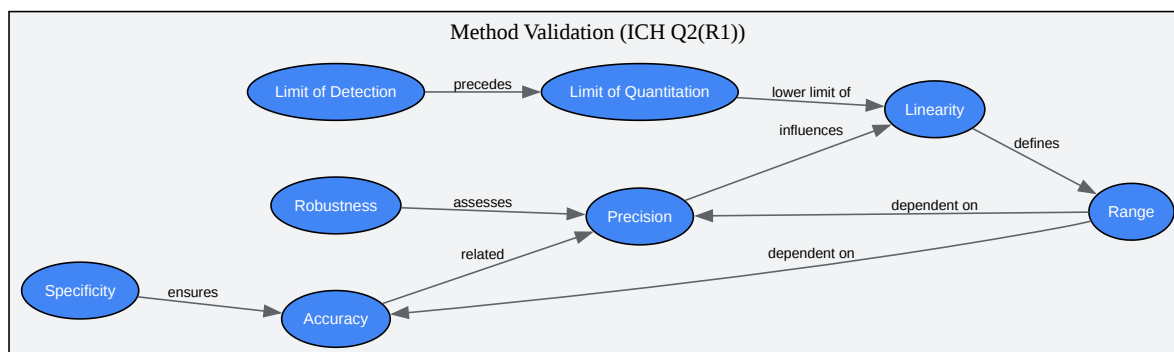 Method Validation (ICH Q2(R1))
Limit of Detection
precedes
Limit of Quantitation
lower limit of
Linearity
influences
defines
Robustness
assesses
Precision
dependent on
Range
related
dependent on
Specificity
ensures
Accuracy